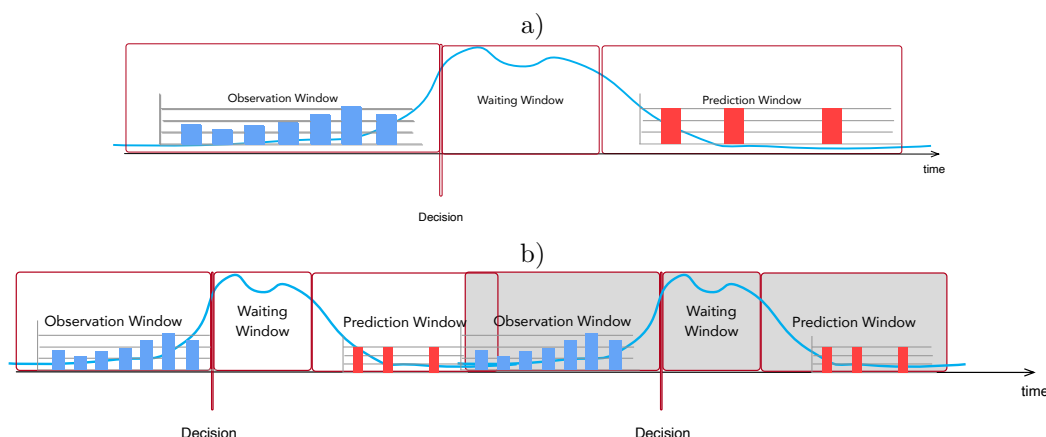 a)
Observation Window
Waiting Window
Prediction Window
time
Decision
b)
Observation Window
Waiting
Window
Prediction Window
Observation Window
Waiting
Window
Prediction Window
time
Decision
Decision